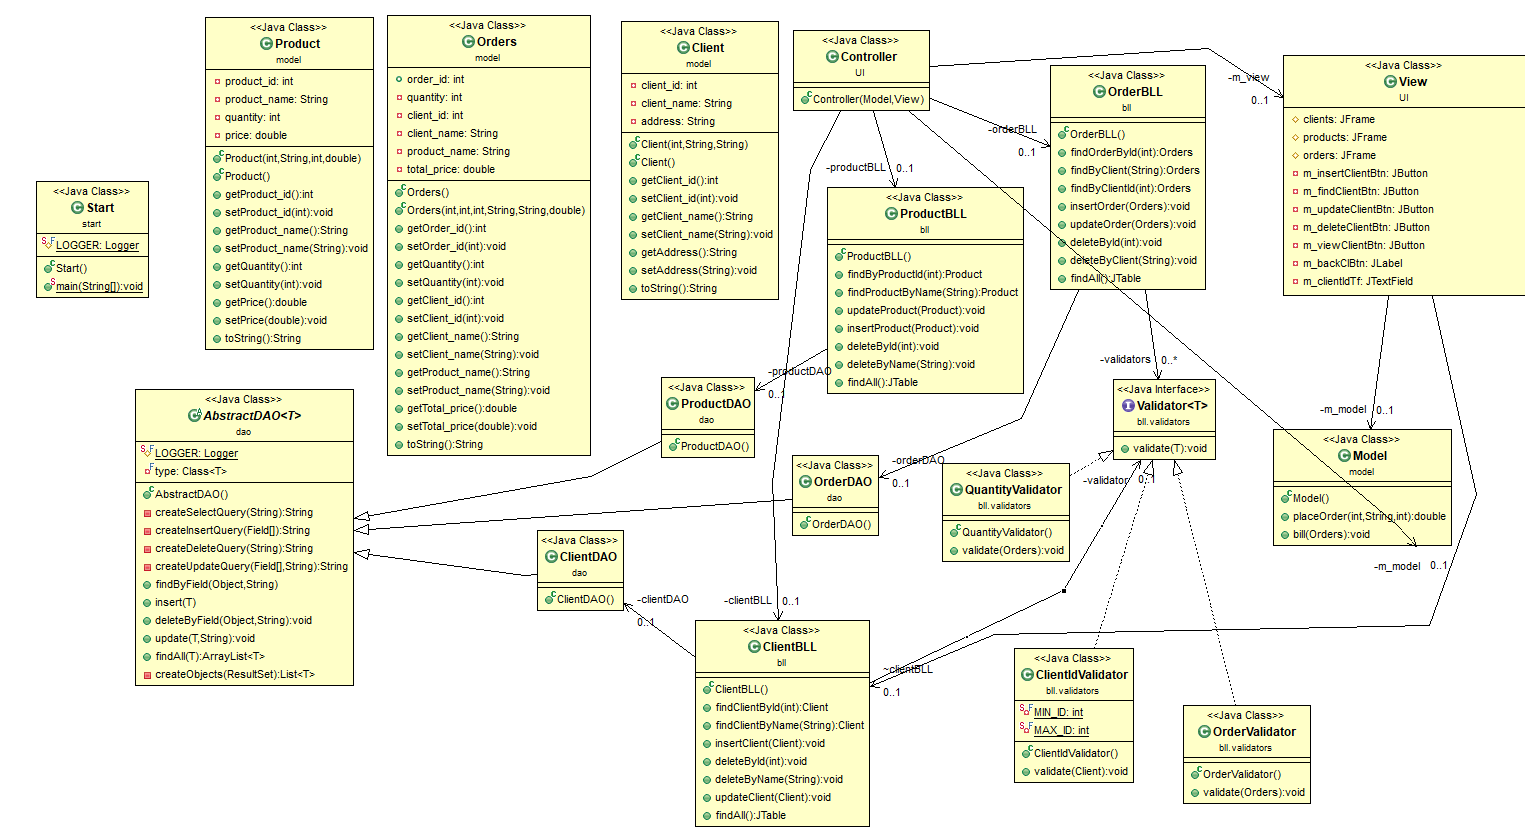 <<Java Class>>
Product
model
product_id: int
product_name: String
quantity: int
price: double
Product(int,String,int,double)
Product()
getProduct_id():int
setProduct_id(int):void
getProduct_name():String
setProduct_name(String):void
getQuantity():int
setQuantity(int):void
getPrice():double
setPrice(double):void
toString():String
<<Java Class>>
Orders
model
order_id: int
quantity: int
client_id: int
client_name: String
product_name: String
total_price: double
Orders()
Orders(int,int,int,String,String,double)
getOrder_id():int
setOrder_id(int):void
getQuantity():int
setQuantity(int):void
getClient_id():int
setClient_id(int):void
getClient_name():String
setClient_name(String):void
getProduct_name():String
setProduct_name(String):void
getTotal_price():double
setTotal_price(double):void
toString():String
<<Java Class>>
Client
model
client_id: int
client_name: String
address: String
Client(int,String,String)
Client()
getClient_id():int
setClient_id(int):void
getClient_name():String
setClient_name(String):void
getAddress():String
setAddress(String):void
toString():String
<<Java Class>>
Controller
UI
Controller(Model,View)
<<Java Class>>
OrderBLL
bll
OrderBLL()
findOrderById(int):Orders
findByClient(String):Orders
findByClientId(int):Orders
insertOrder(Orders):void
updateOrder(Orders):void
deleteById(int):void
deleteByClient(String):void
findAll():JTable
-m_view
0..1
<<Java Class>>
View
UI
clients: JFrame
products: JFrame
orders: JFrame
m_insertClientBtn: JButton
m_findClientBtn: JButton
m_updateClientBtn: JButton
m_deleteClientBtn: JButton
m_viewClientBtn: JButton
m_backClBtn: JLabel
m_clientIdTf: JTextField
-orderBLL
0..1
-productBLL
0..1
<<Java Class>>
Start
start
LOGGER: Logger
Start()
main(String[]):void
<<Java Class>>
ProductBLL
bll
ProductBLL()
findByProductId(int):Product
findProductByName(String):Product
updateProduct(Product):void
insertProduct(Product):void
deleteById(int):void
deleteByName(String):void
findAll():JTable
-validators
0..*
-productDAO
0..1
<<Java Class>>
ProductDAO
dao
ProductDAO()
<<Java Interface>>
Validator<T>
bll.validators
validate(T):void
<<Java Class>>
AbstractDAO<T>
dao
LOGGER: Logger
type: Class<T>
AbstractDAO()
createSelectQuery(String):String
createInsertQuery(Field[]):String
createDeleteQuery(String):String
createUpdateQuery(Field[],String):String
findByField(Object,String)
insert(T)
deleteByField(Object,String):void
update(T,String):void
findAll(T):ArrayList<T>
createObjects(ResultSet):List<T>
-m_model
0..1
<<Java Class>>
Model
model
Model()
placeOrder(int,String,int):double
bill(Orders):void
-m_model
0..1
<<Java Class>>
OrderDAO
dao
OrderDAO()
-orderDAO
0..1
<<Java Class>>
QuantityValidator
bll.validators
QuantityValidator()
validate(Orders):void
-validator
0..1
<<Java Class>>
ClientDAO
dao
ClientDAO()
-clientDAO
0..1
-clientBLL
0..1
<<Java Class>>
ClientBLL
bll
ClientBLL()
findClientById(int):Client
findClientByName(String):Client
insertClient(Client):void
deleteById(int):void
deleteByName(String):void
updateClient(Client):void
findAll():JTable
~clientBLL
0..1
<<Java Class>>
ClientIdValidator
bll.validators
MIN_ID: int
MAX_ID: int
ClientIdValidator()
validate(Client):void
<<Java Class>>
OrderValidator
bll.validators
OrderValidator()
validate(Orders):void